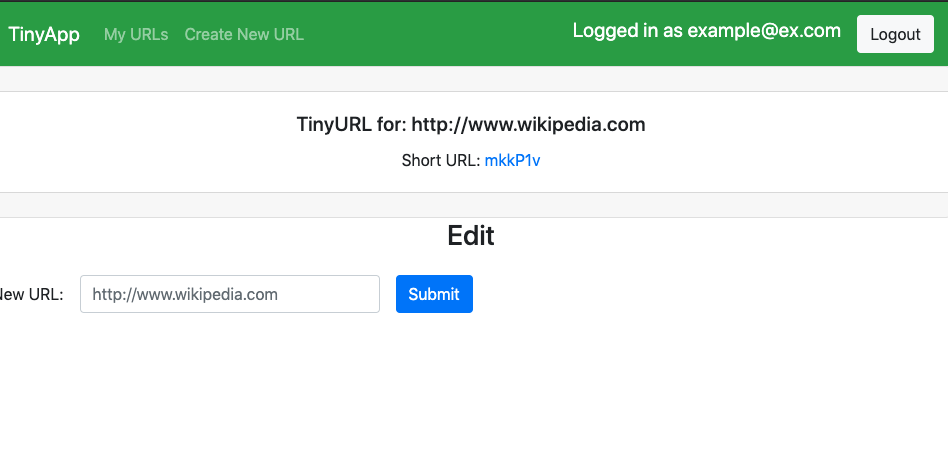 TinyApp My URLs Create New URL Logged in as example@ex.com Logout
TinyURL for: http://www.wikipedia.com
Short URL: mkkP1v
Edit
New URL: http://www.wikipedia.com Submit